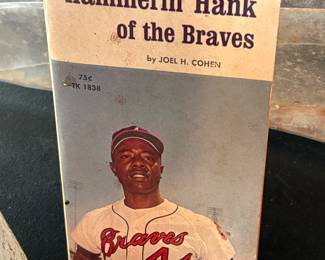 Hammerin' Hank
of the Braves
by JOEL H. COHEN
75¢
TK 1838
Braves